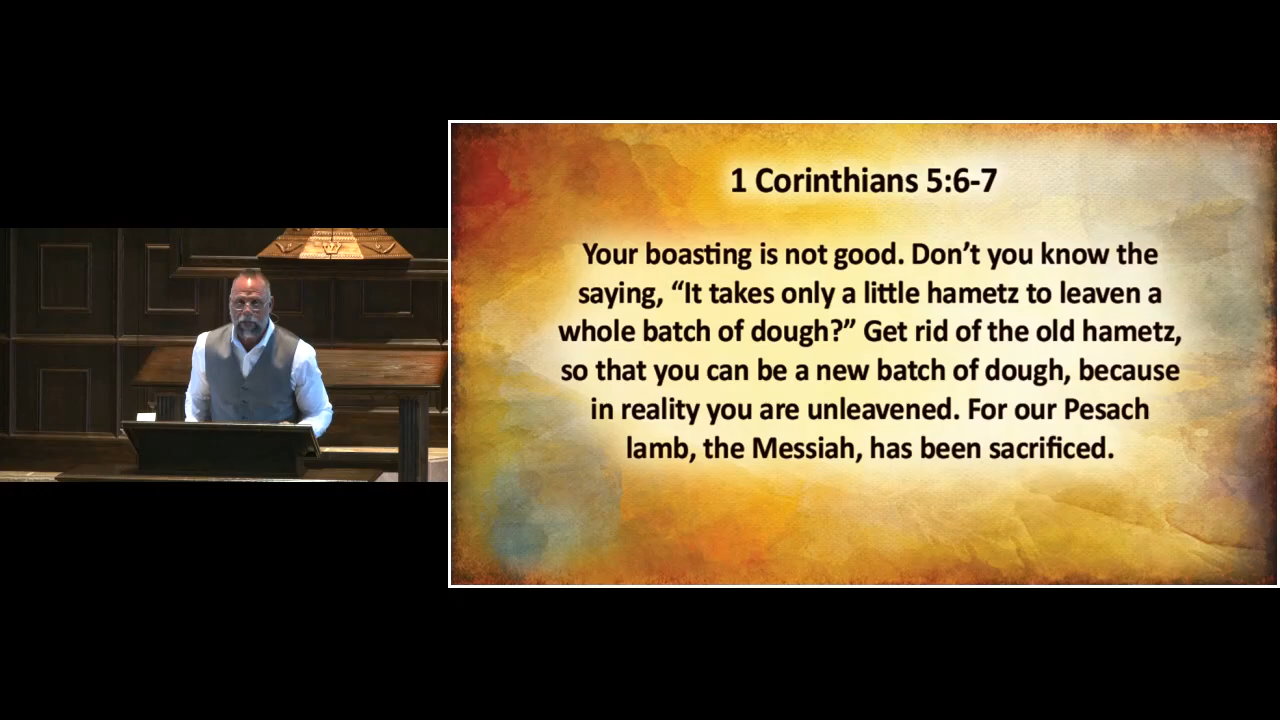 1 Corinthians 5:6-7
Your boasting is not good. Don’t you know the
saying, “It takes only a little hametz to leaven a
whole batch of dough?” Get rid of the old hametz,
so that you can be a new batch of dough, because
in reality you are unleavened. For our Pesach
lamb, the Messiah, has been sacrificed.